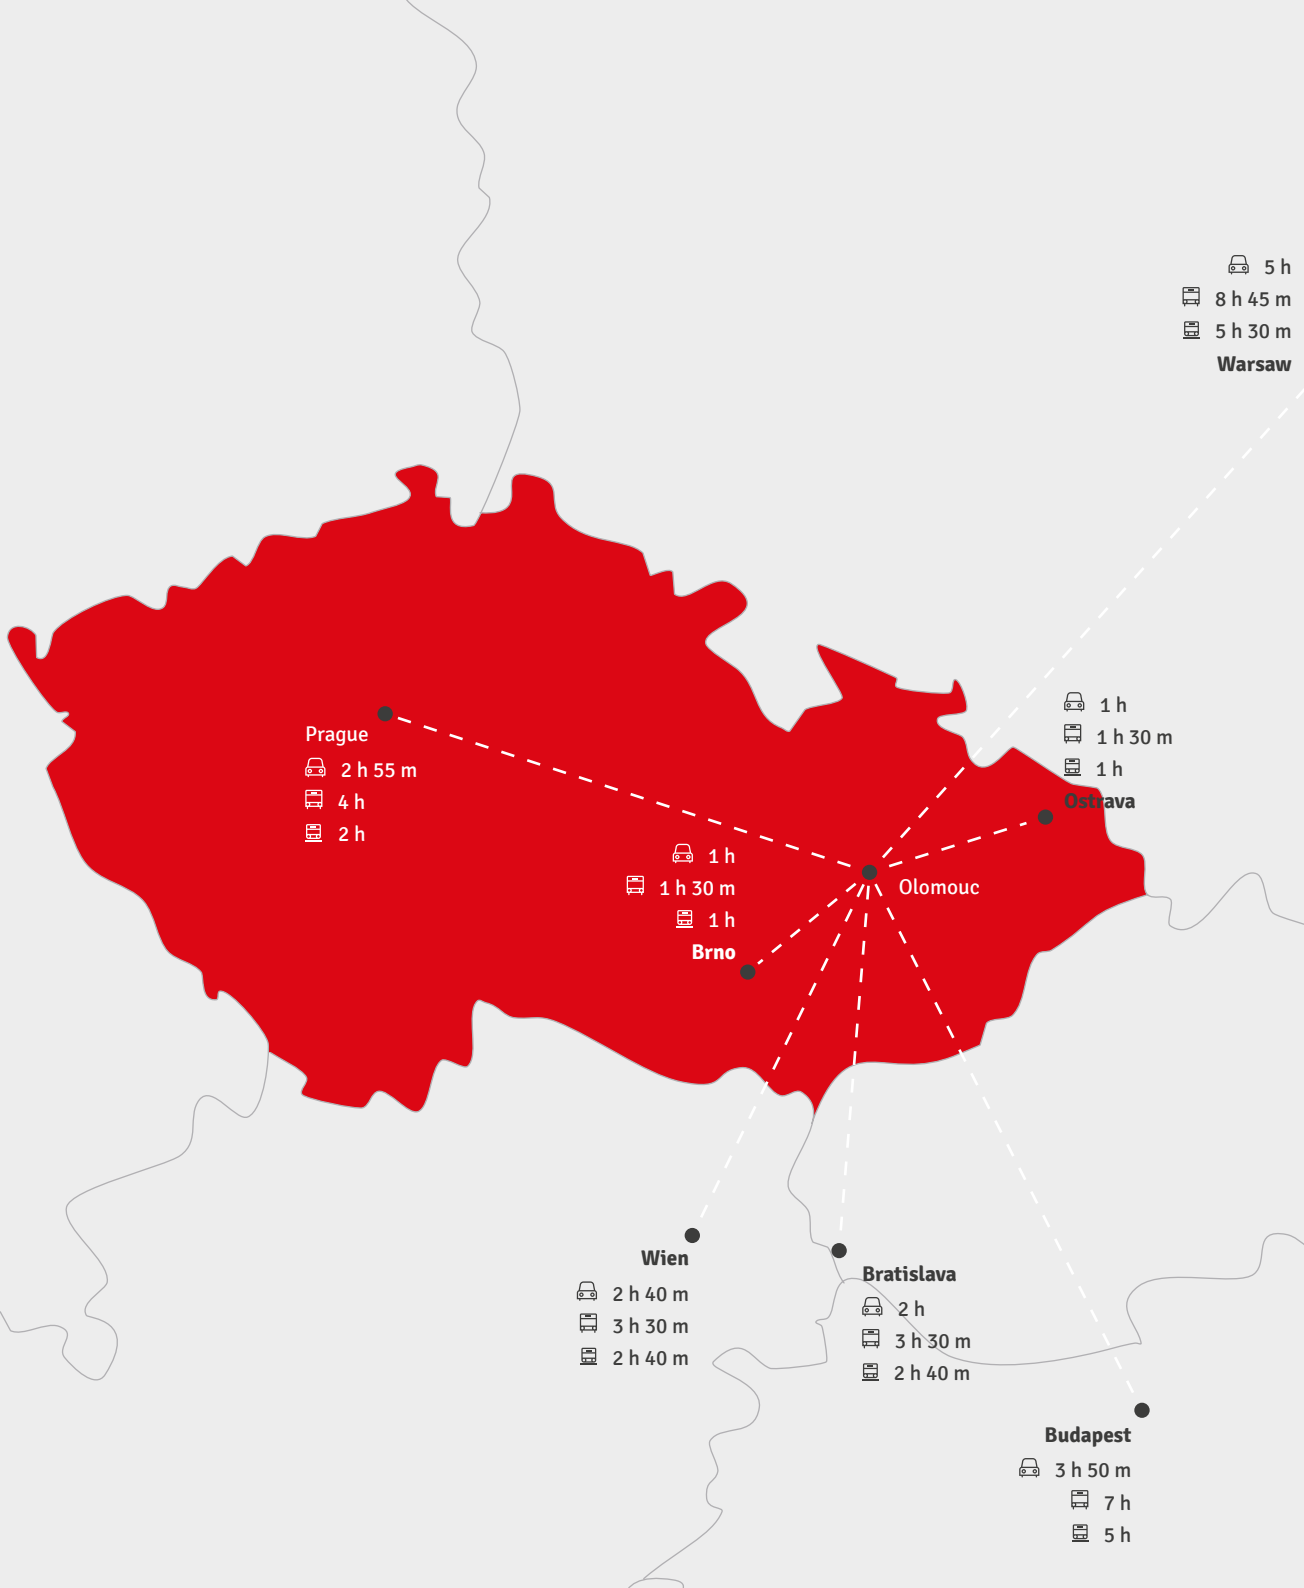 5 h
8 h 45 m
5 h 30 m
Warsaw
1 h
1 h 30 m
1 h
Ostrava
Prague
2 h 55 m
4 h
2 h
1 h
1 h 30 m
1 h
Brno
Olomouc
Wien
2 h 40 m
3 h 30 m
2 h 40 m
Bratislava
2 h
3 h 30 m
2 h 40 m
Budapest
3 h 50 m
7 h
5 h